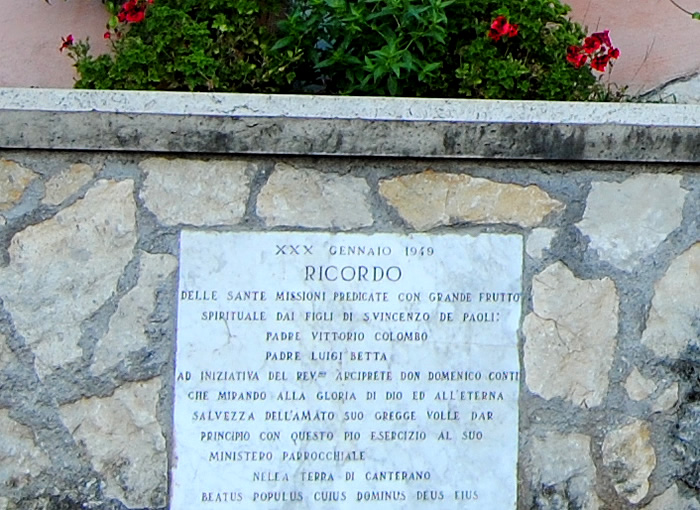 XXX GENNAIO 1949
RICORDO
DELLE SANTE MISSIONI PREDICATE CON GRANDE FRUTTO
SPIRITUALE DAI FIGLI DI S.VINCENZO DE PAOLI:
PADRE VITTORIO COLOMBO
PADRE LUIGI BETTA
AD INIZIATIVA DEL REV.mo ARCIPRETE DON DOMENICO CONTI
CHE MIRANDO ALLA GLORIA DI DIO ED ALL'ETERNA
SALVEZZA DELL'AMATO SUO GREGGE VOLLE DAR
PRINCIPIO CON QUESTO PIO ESERCIZIO AL SUO
MINISTERO PARROCCHIALE
NELLA TERRA DI CANTERANO
BEATUS POPULUS CUIUS DOMINUS DEUS EIUS